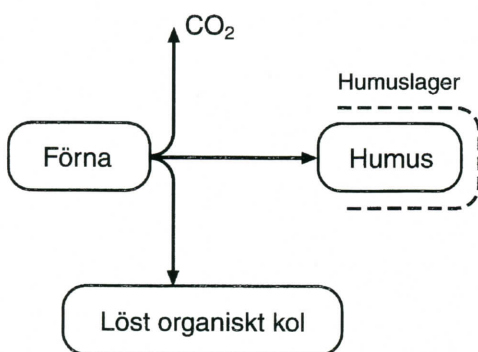 CO₂
Humuslager
Förna
Humus
Löst organiskt kol